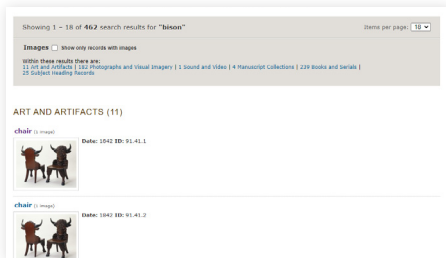 Showing 1 – 18 of 462 search results for "bison"
Items per page: 18
Images Show only records with images
Within these results there are:
11 Art and Artifacts | 182 Photographs and Visual Imagery | 1 Sound and Video | 4 Manuscript Collections | 239 Books and Serials |
25 Subject Heading Records
ART AND ARTIFACTS (11)
chair (1 image)
Date: 1842 ID: 91.41.1
chair (1 image)
Date: 1842 ID: 91.41.2